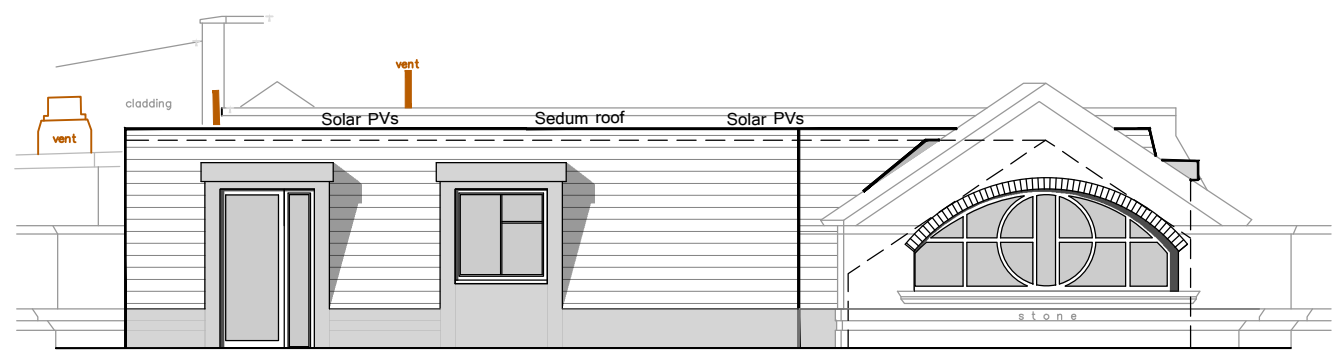 vent
cladding
Solar PVs
Sedum roof
Solar PVs
vent
stone